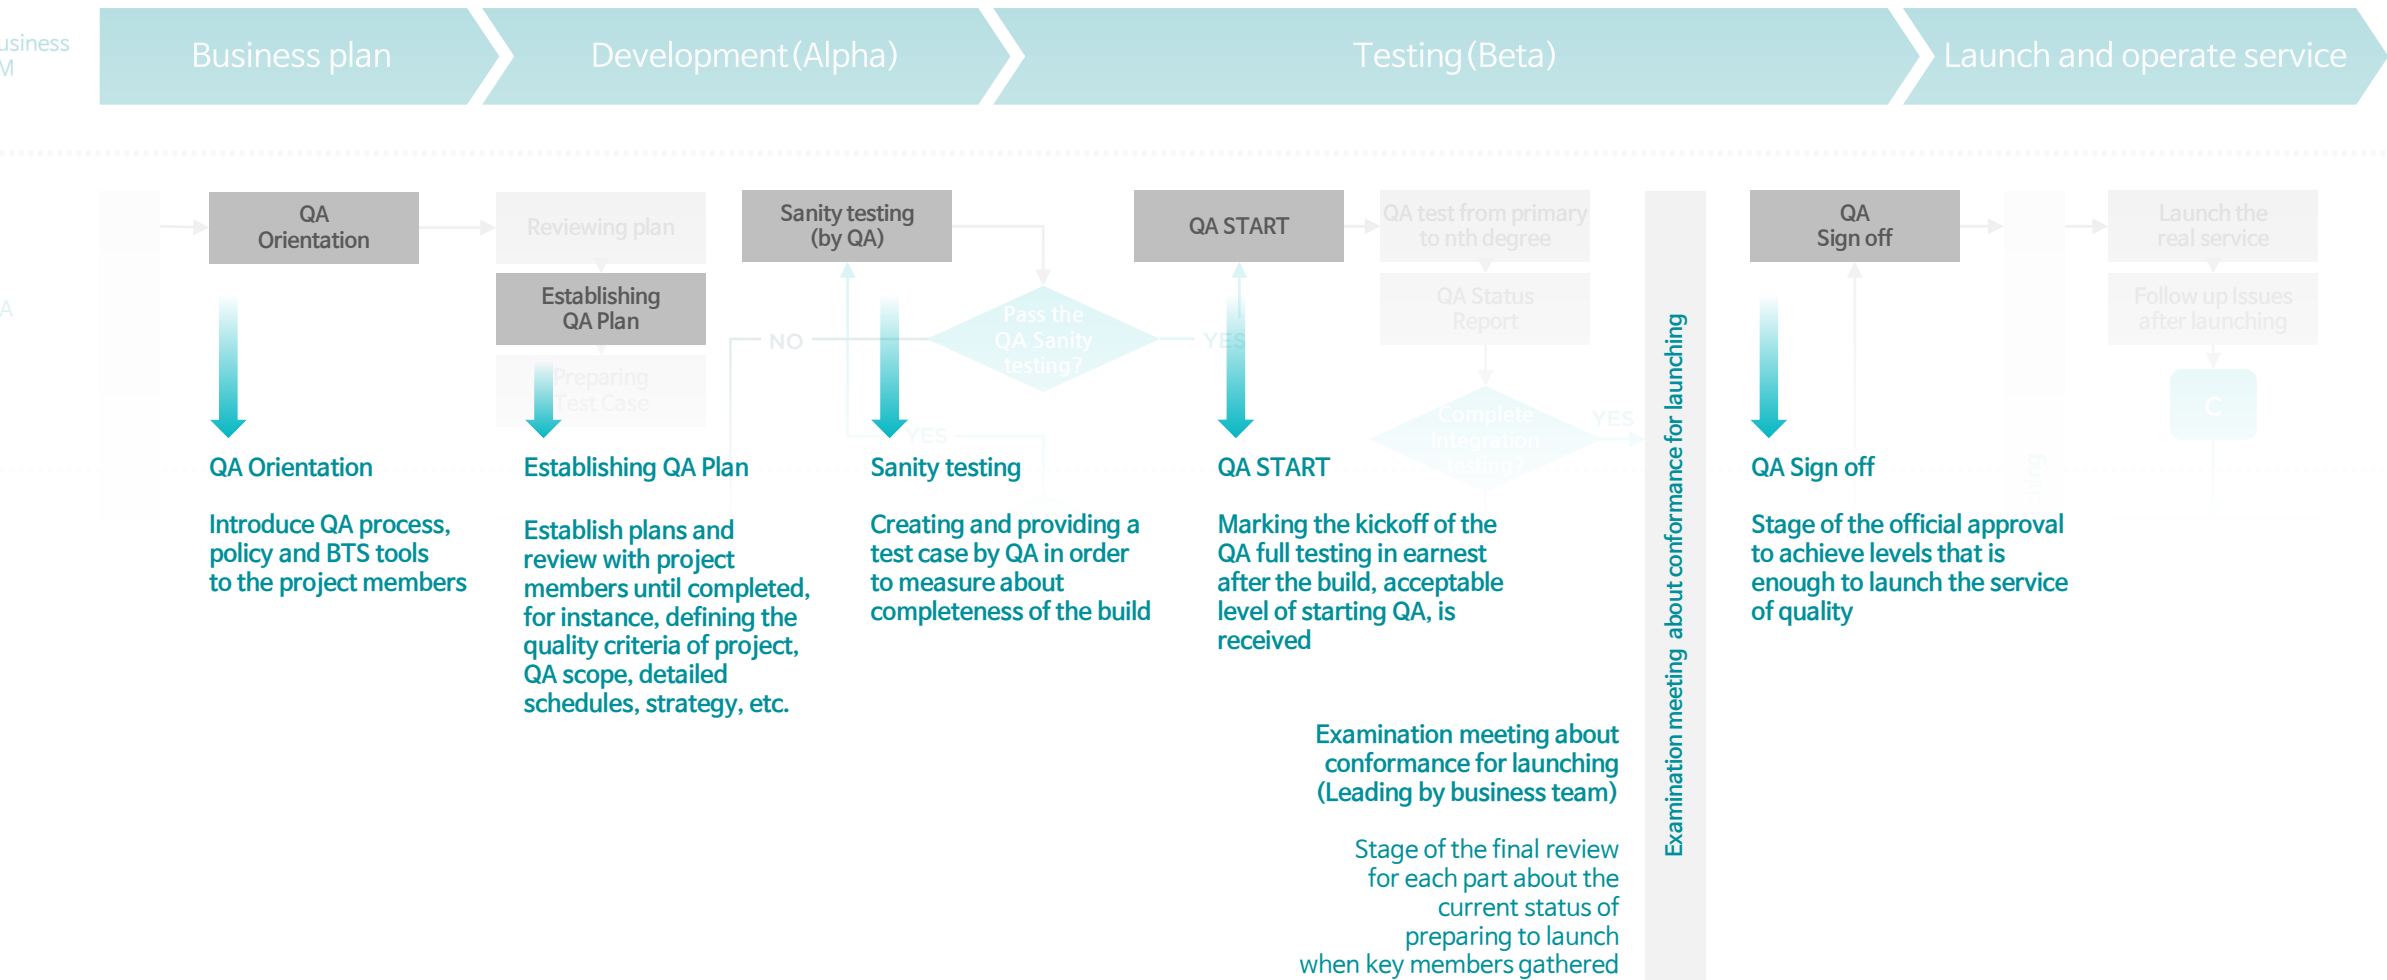 usiness
M
Business plan
Development (Alpha)
Testing (Beta)
Launch and operate service
A
QA
Orientation
Reviewing plan
Establishing
QA Plan
Preparing
Test Case
Sanity testing
(by QA)
Pass the
QA Sanity
testing?
NO
YES
YES
QA START
QA test from primary
to nth degree
QA Status
Report
Complete
Integration
testing?
YES
Examination meeting about conformance for launching
QA
Sign off
Launch the
real service
Follow up Issues
after launching
C
QA Orientation
Introduce QA process,
policy and BTS tools
to the project members
Establishing QA Plan
Establish plans and
review with project
members until completed,
for instance, defining the
quality criteria of project,
QA scope, detailed
schedules, strategy, etc.
Sanity testing
Creating and providing a
test case by QA in order
to measure about
completeness of the build
QA START
Marking the kickoff of the
QA full testing in earnest
after the build, acceptable
level of starting QA, is
received
Examination meeting about
conformance for launching
(Leading by business team)
Stage of the final review
for each part about the
current status of
preparing to launch
when key members gathered
QA Sign off
Stage of the official approval
to achieve levels that is
enough to launch the service
of quality